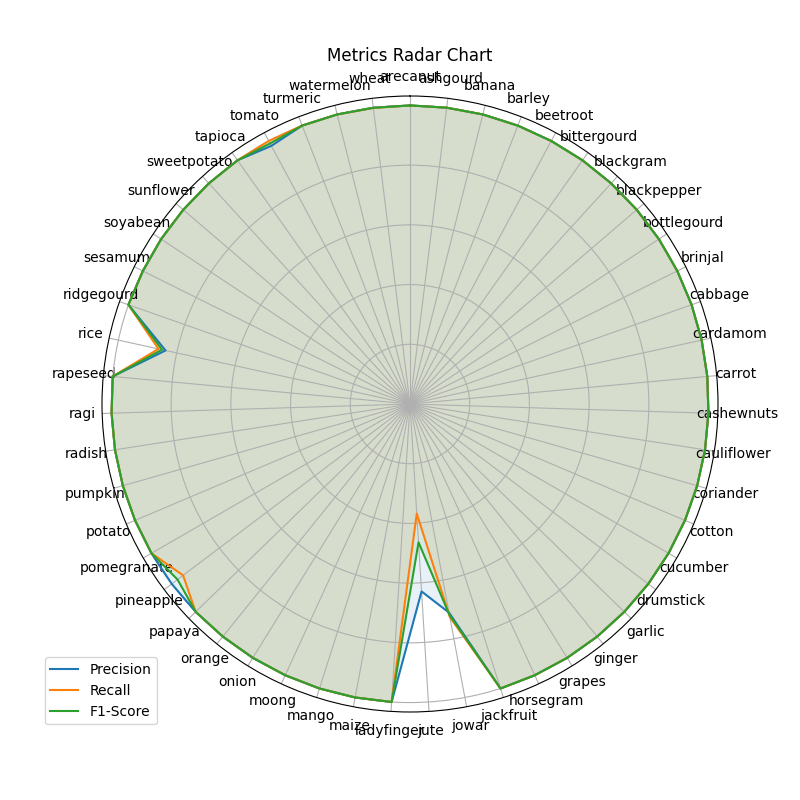 Metrics Radar Chart
arecanut
ashgourd
banana
barley
beetroot
bittergourd
blackgram
blackpepper
bottlegourd
brinjal
cabbage
cardamom
carrot
cashewnuts
cauliflower
coriander
cotton
cucumber
drumstick
garlic
ginger
grapes
horsegram
jackfruit
jowar
jute
ladyfinger
maize
mango
moong
onion
orange
papaya
pineapple
pomegranate
potato
pumpkin
radish
ragi
rapeseed
rice
ridgegourd
sesamum
soyabean
sunflower
sweetpotato
tapioca
tomato
turmeric
watermelon
wheat
Precision
Recall
F1-Score